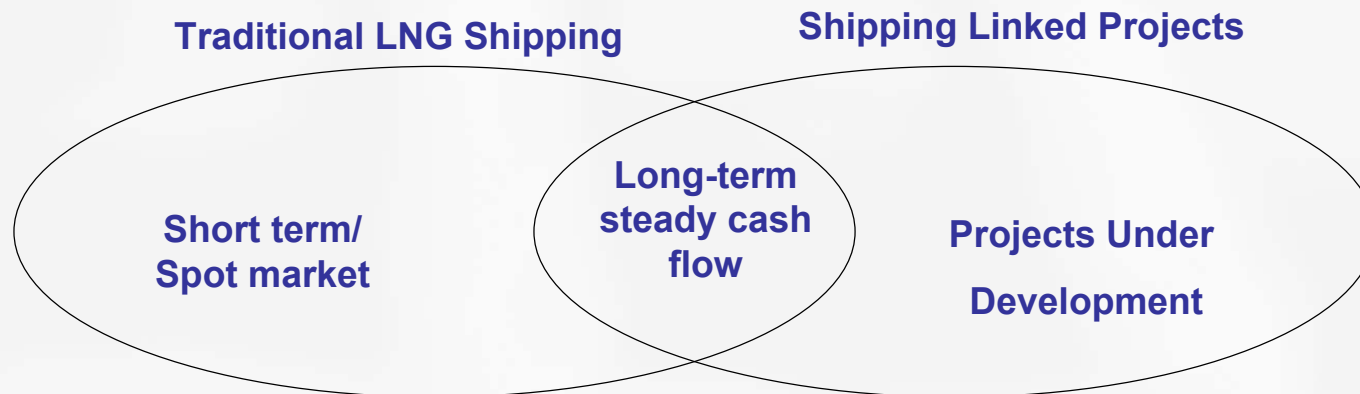 Traditional LNG Shipping
Shipping Linked Projects
Short term/
Spot market
Long-term
steady cash
flow
Projects Under
Development